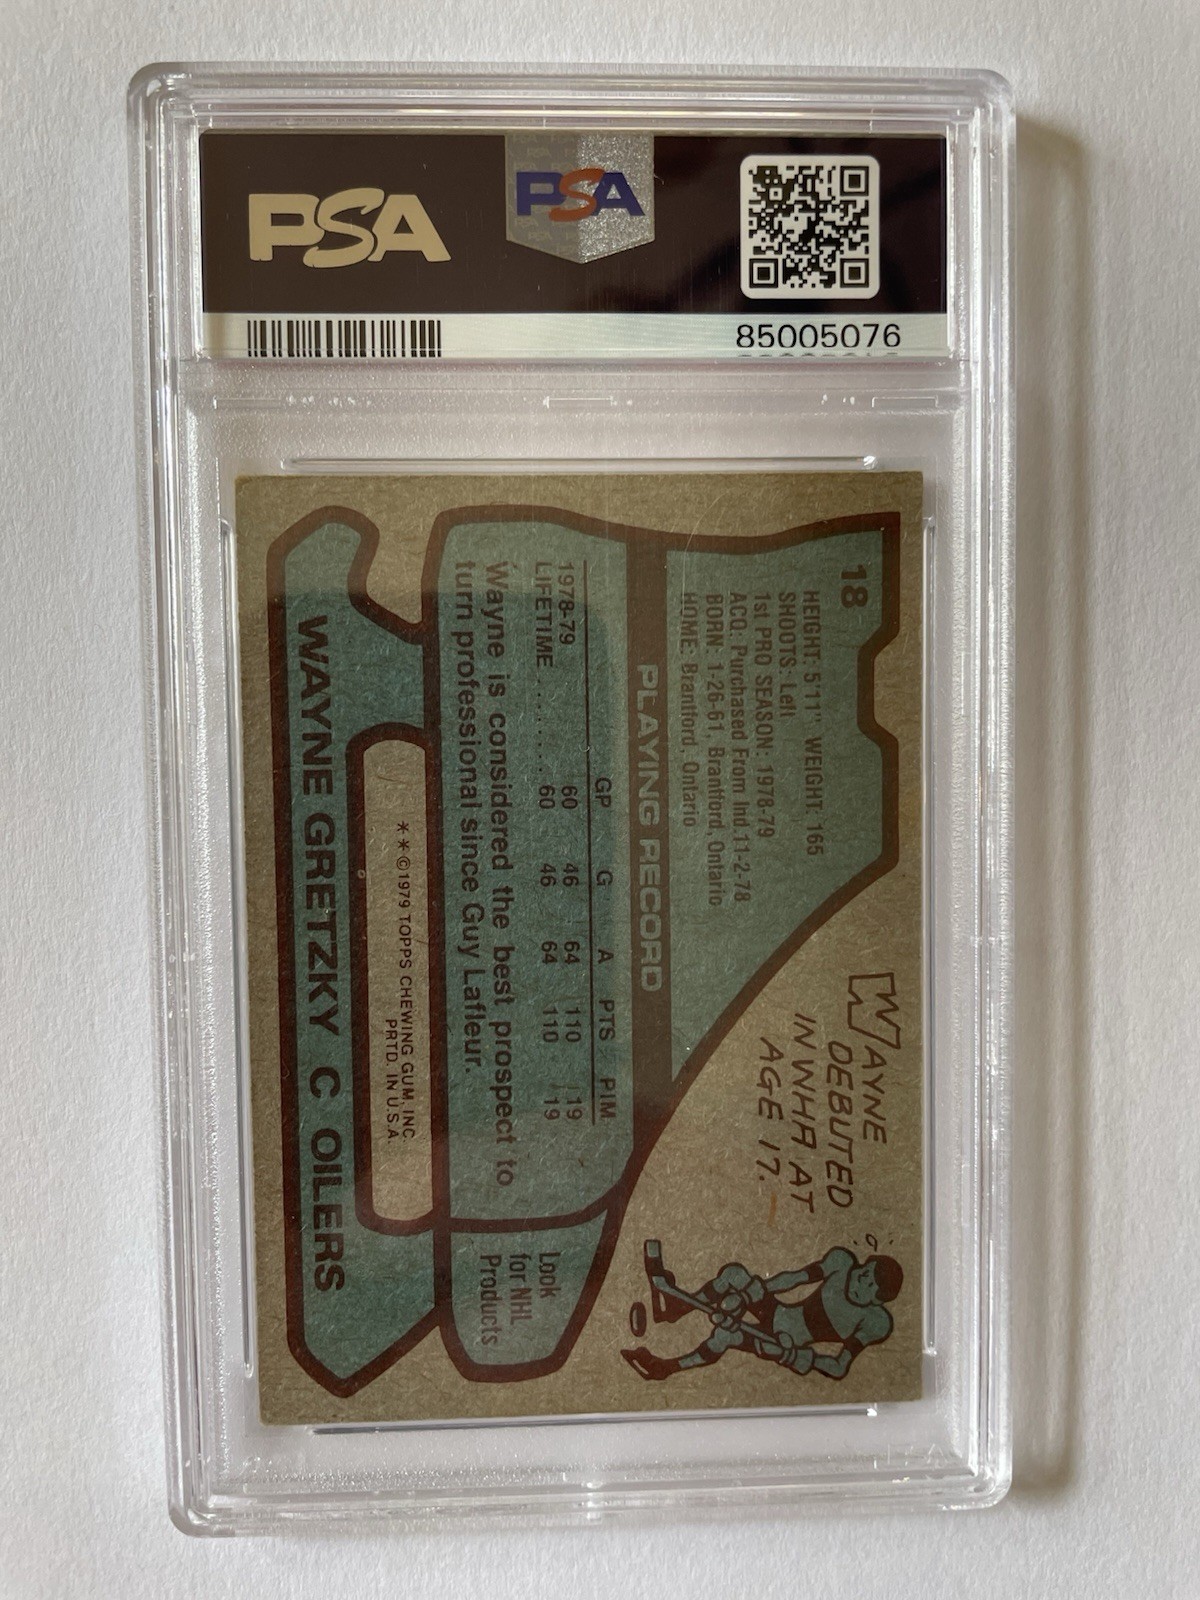 PSA
PSA
85005076
18
HEIGHT: 5'11" WEIGHT: 165
SHOOTS: Left
1st PRO SEASON: 1978-79
ACQ: Purchased From Ind.11-2-78
BORN: 1-26-61, Brantford, Ontario
HOME: Brantford, Ontario
WAYNE
DEBUTED
IN WHA AT
AGE 17.
PLAYING RECORD
GP G A PTS PIM
1978-79 60 46 64 110 19
LIFETIME ........ 60 46 64 110 19
Wayne is considered the best prospect to
turn professional since Guy Lafleur.
Look
for NHL
Products
**©1979 TOPPS CHEWING GUM, INC.
PRTD. IN U.S.A.
WAYNE GRETZKY C OILERS